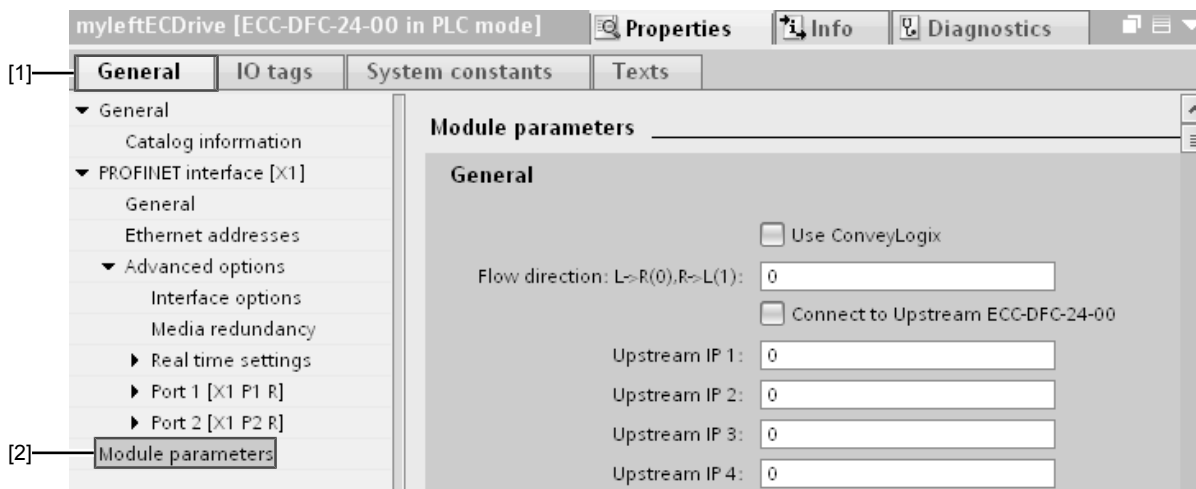 myleftECDrive [ECC-DFC-24-00 in PLC mode] Properties Info Diagnostics
[1] General IO tags System constants Texts
General
Catalog information
PROFINET interface [X1]
General
Ethernet addresses
Advanced options
Interface options
Media redundancy
Real time settings
Port 1 [X1 P1 R]
Port 2 [X1 P2 R]
[2] Module parameters
Module parameters
General
Use ConveyLogix
Flow direction: L->R(0),R->L(1): 0
Connect to Upstream ECC-DFC-24-00
Upstream IP 1: 0
Upstream IP 2: 0
Upstream IP 3: 0
Upstream IP 4: 0